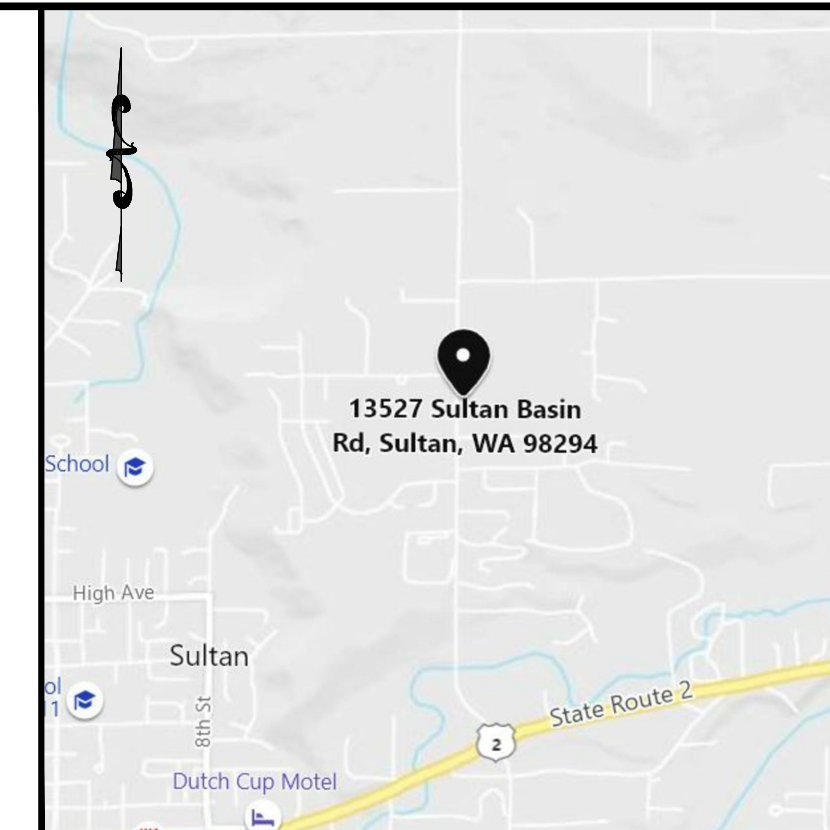 13527 Sultan Basin
Rd, Sultan, WA 98294
School
High Ave
Sultan
8th St
State Route 2
2
Dutch Cup Motel